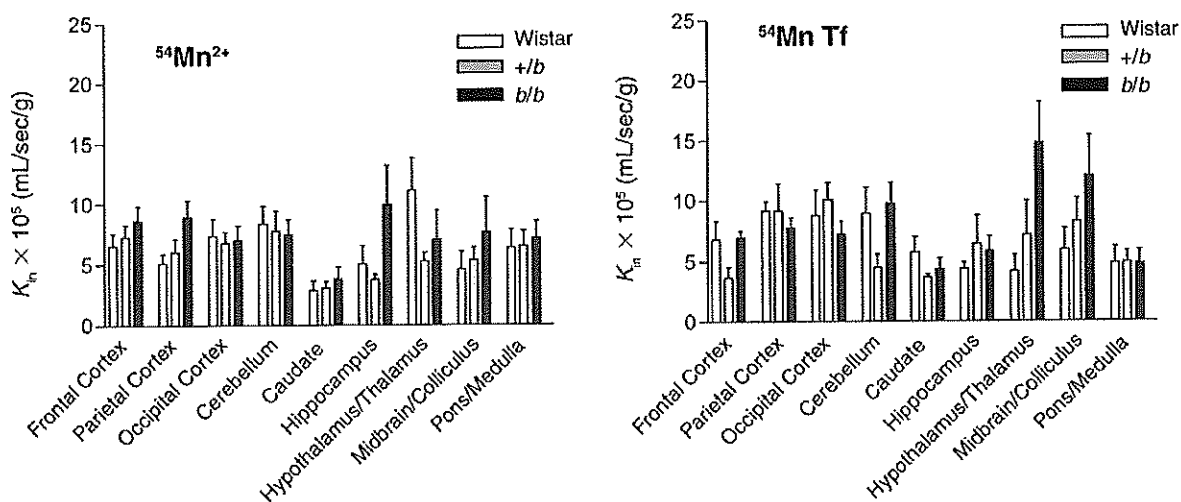 ⁵⁴Mn²⁺
Wistar
+/b
b/b
25
20
15
10
5
0
K_in × 10⁵ (mL/sec/g)
Frontal Cortex
Parietal Cortex
Occipital Cortex
Cerebellum
Caudate
Hippocampus
Hypothalamus/Thalamus
Midbrain/Colliculus
Pons/Medulla
⁵⁴Mn Tf
Wistar
+/b
b/b
25
20
15
10
5
0
K_in × 10⁵ (mL/sec/g)
Frontal Cortex
Parietal Cortex
Occipital Cortex
Cerebellum
Caudate
Hippocampus
Hypothalamus/Thalamus
Midbrain/Colliculus
Pons/Medulla